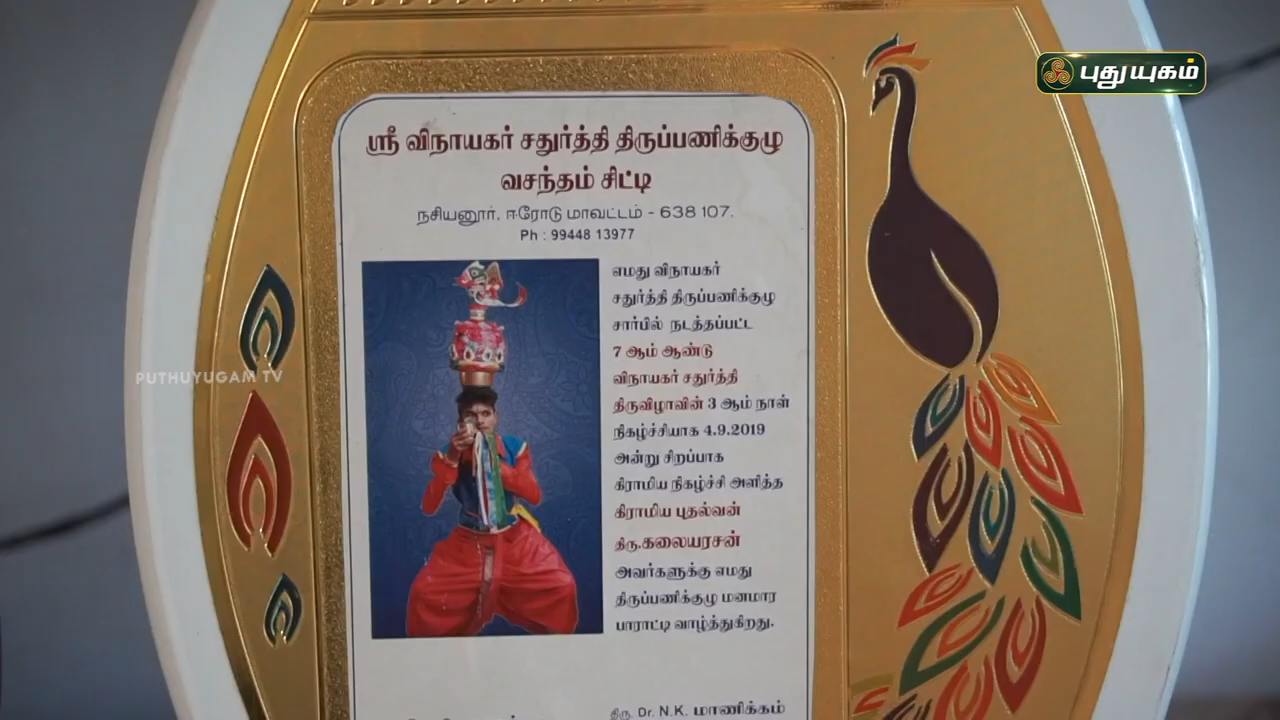 புதுயுகம்
ஸ்ரீ விநாயகர் சதுர்த்தி திருப்பணிக்குழு
வசந்தம் சிட்டி
நசியனூர், ஈரோடு மாவட்டம் - 638 107.
Ph : 99448 13977
எமது விநாயகர்
சதுர்த்தி திருப்பணிக்குழு
சார்பில் நடத்தப்பட்ட
7 ஆம் ஆண்டு
விநாயகர் சதுர்த்தி
திருவிழாவின் 3 ஆம் நாள்
நிகழ்ச்சியாக 4.9.2019
அன்று சிறப்பாக
கிராமிய நிகழ்ச்சி அளித்த
கிராமிய புதல்வன்
திரு.கலையரசன்
அவர்களுக்கு எமது
திருப்பணிக்குழு மனமார
பாராட்டி வாழ்த்துகிறது.
திரு. Dr. N.K. மாணிக்கம்
PUTHUYUGAM TV